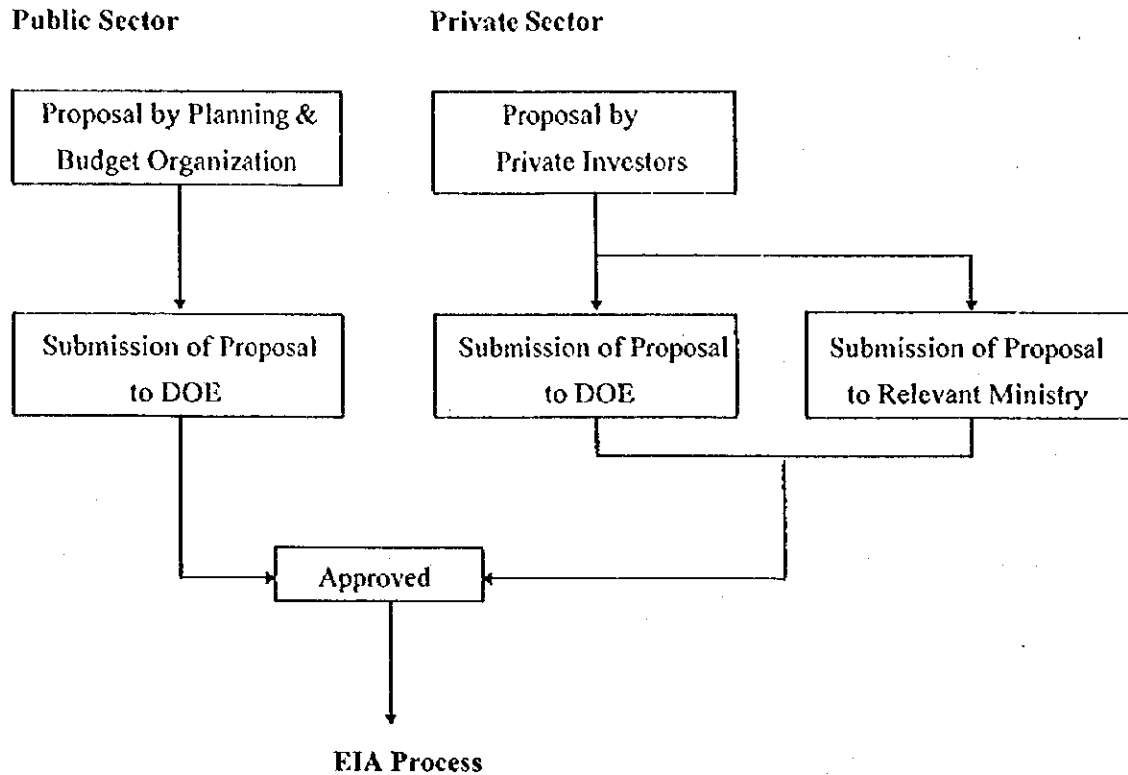 Public Sector
Private Sector
Proposal by Planning &
Budget Organization
Proposal by
Private Investors
Submission of Proposal
to DOE
Submission of Proposal
to DOE
Submission of Proposal
to Relevant Ministry
Approved
EIA Process